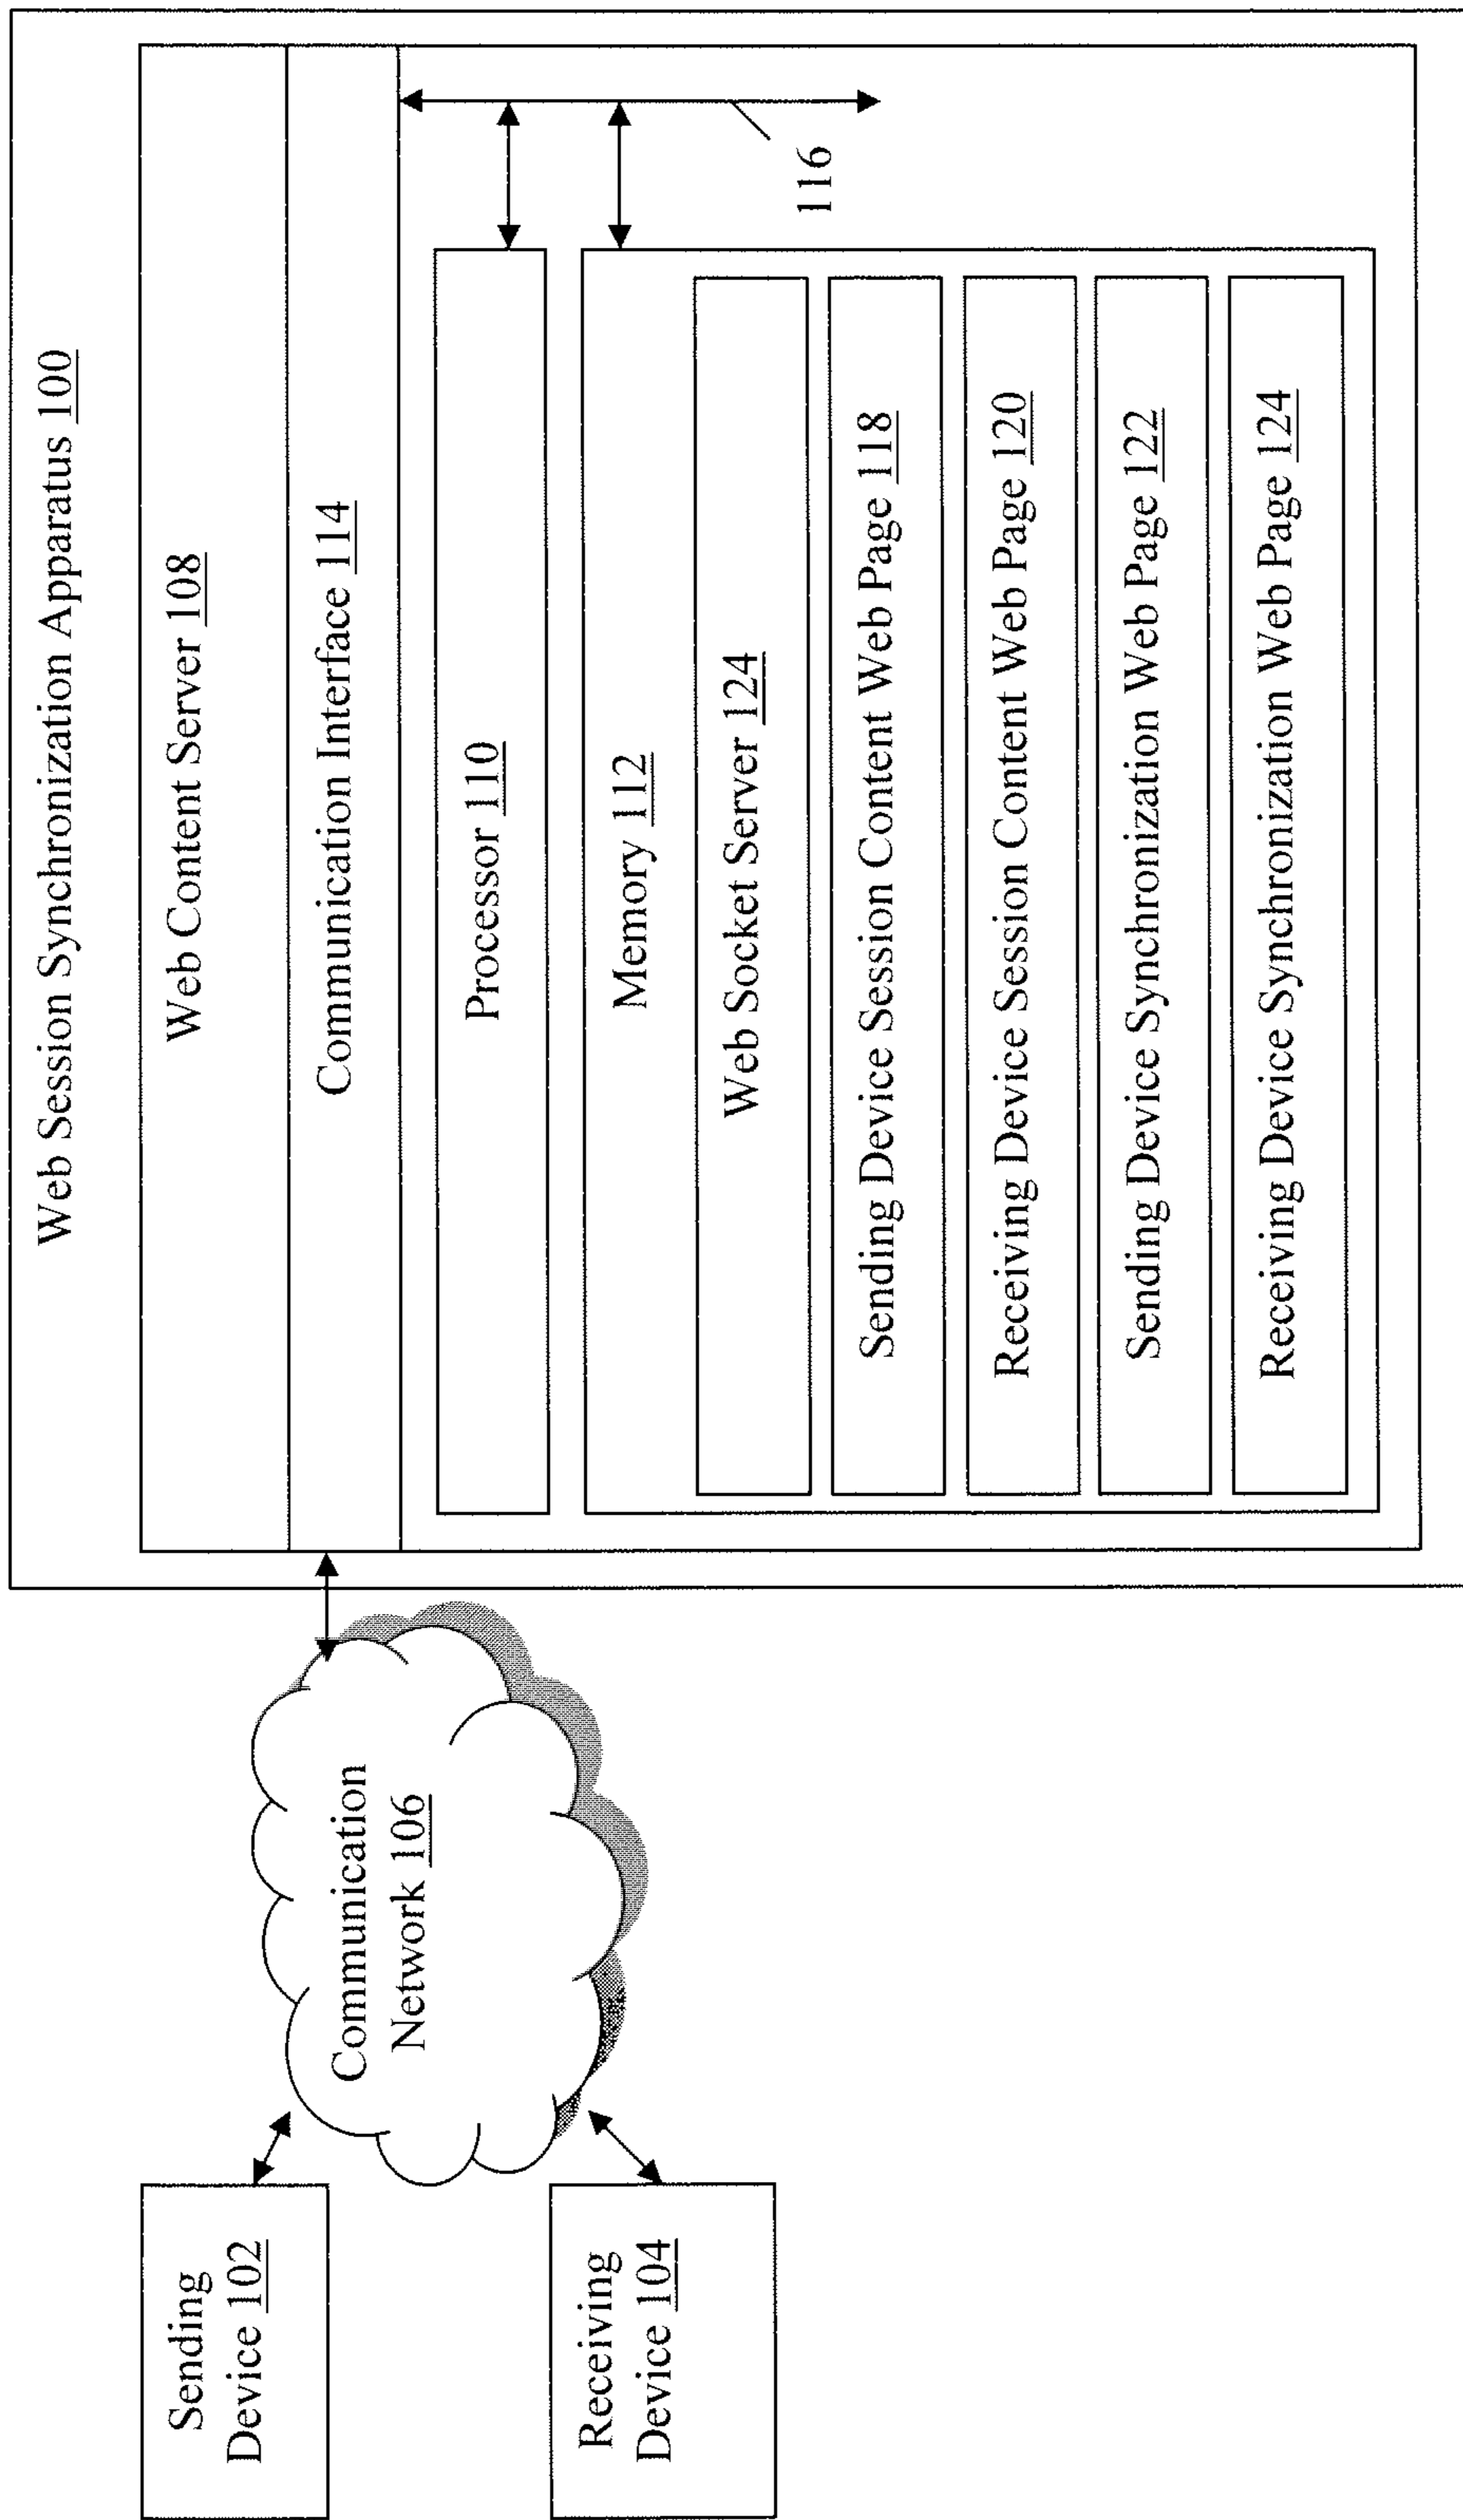 Web Session Synchronization Apparatus 100
Web Content Server 108
Communication Interface 114
Processor 110
Memory 112
Web Socket Server 124
Sending Device Session Content Web Page 118
Receiving Device Session Content Web Page 120
Sending Device Synchronization Web Page 122
Receiving Device Synchronization Web Page 124
116
Communication
Network 106
Sending
Device 102
Receiving
Device 104